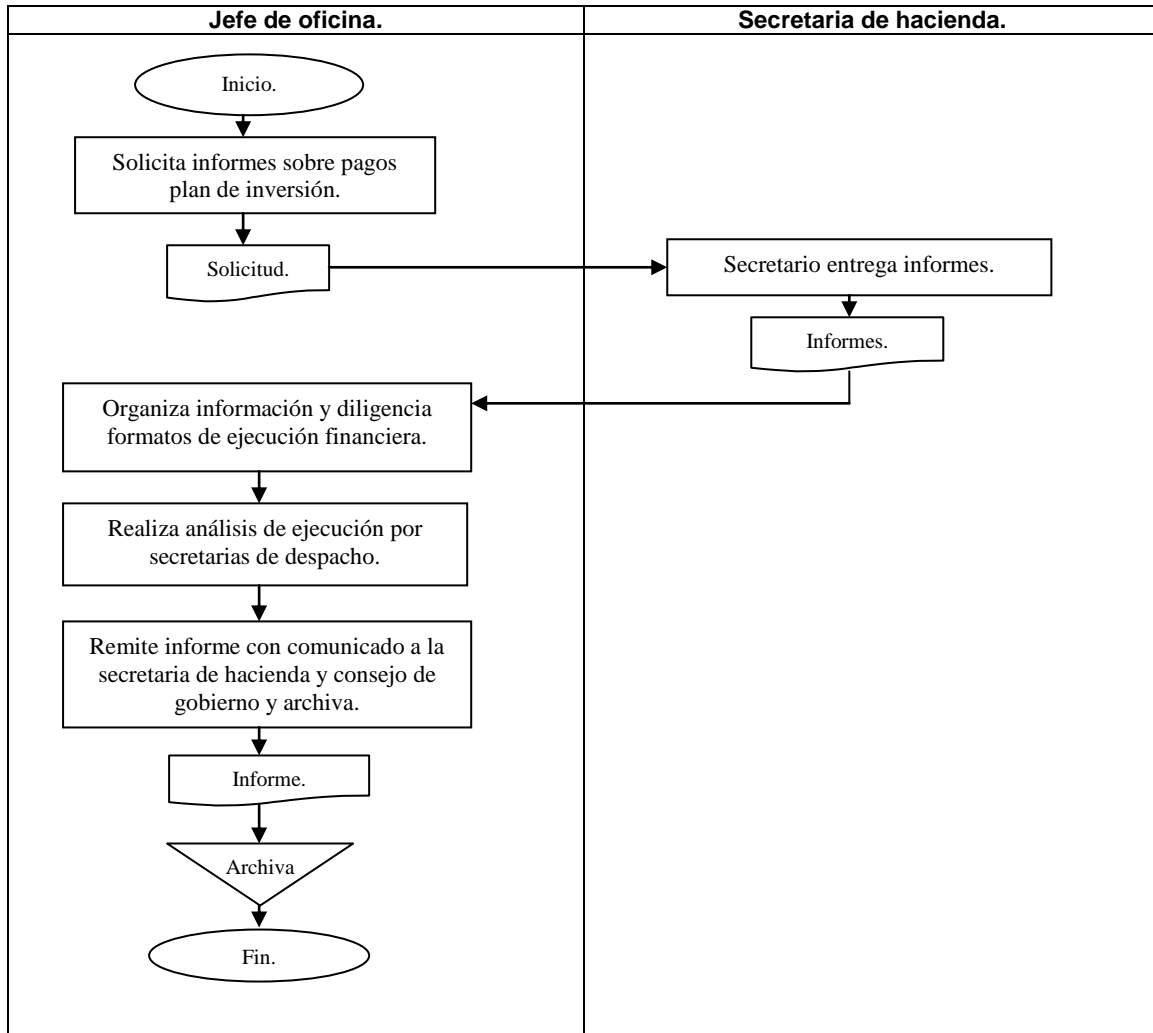 Jefe de oficina.
Secretaria de hacienda.
Inicio.
Solicita informes sobre pagos
plan de inversión.
Solicitud.
Secretario entrega informes.
Informes.
Organiza información y diligencia
formatos de ejecución financiera.
Realiza análisis de ejecución por
secretarias de despacho.
Remite informe con comunicado a la
secretaria de hacienda y consejo de
gobierno y archiva.
Informe.
Archiva
Fin.